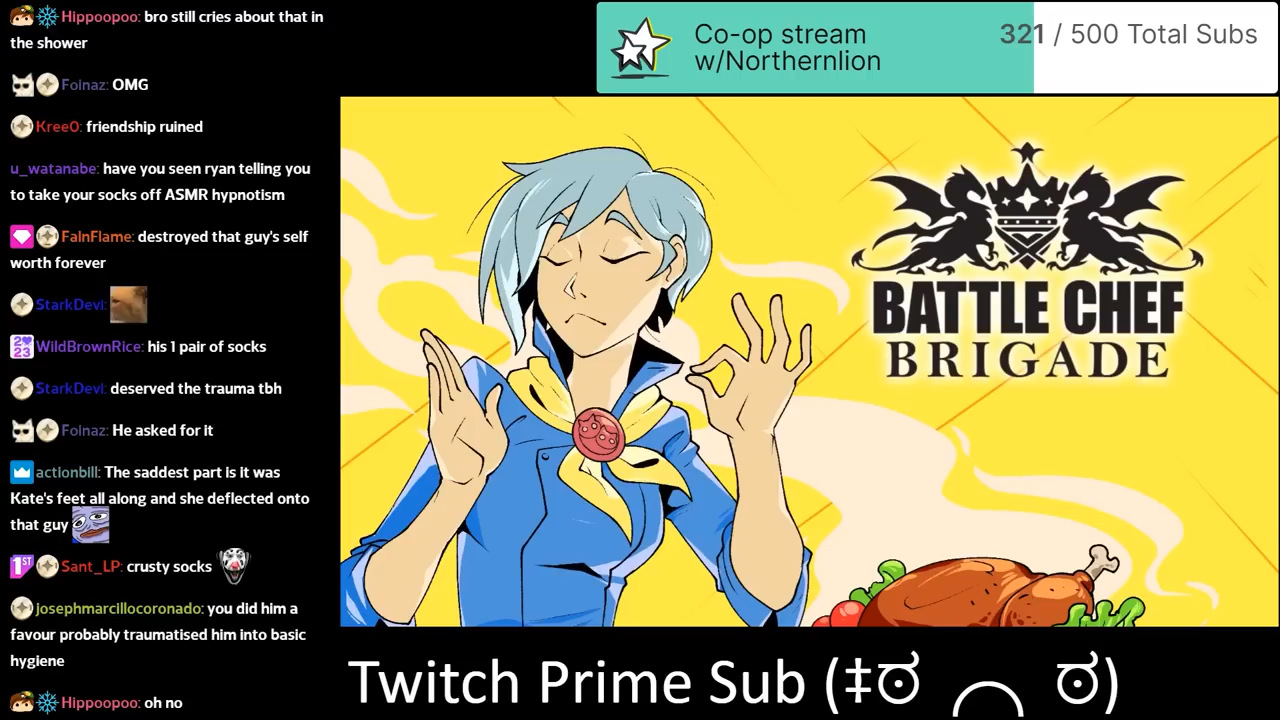 Hippoopoo: bro still cries about that in
the shower
Foinaz: OMG
Kree0: friendship ruined
u_watanabe: have you seen ryan telling you
to take your socks off ASMR hypnotism
FalnFlame: destroyed that guy's self
worth forever
StarkDevl:
2023 WildBrownRice: his 1 pair of socks
StarkDevl: deserved the trauma tbh
Foinaz: He asked for it
actionbill: The saddest part is it was
Kate's feet all along and she deflected onto
that guy
1ST Sant_LP: crusty socks
josephmarcillocoronado: you did him a
favour probably traumatised him into basic
hygiene
Hippoopoo: oh no
Co-op stream
w/Northernlion
321 / 500 Total Subs
BATTLE CHEF
BRIGADE
Twitch Prime Sub (‡ಠ ╭╮ ಠ)